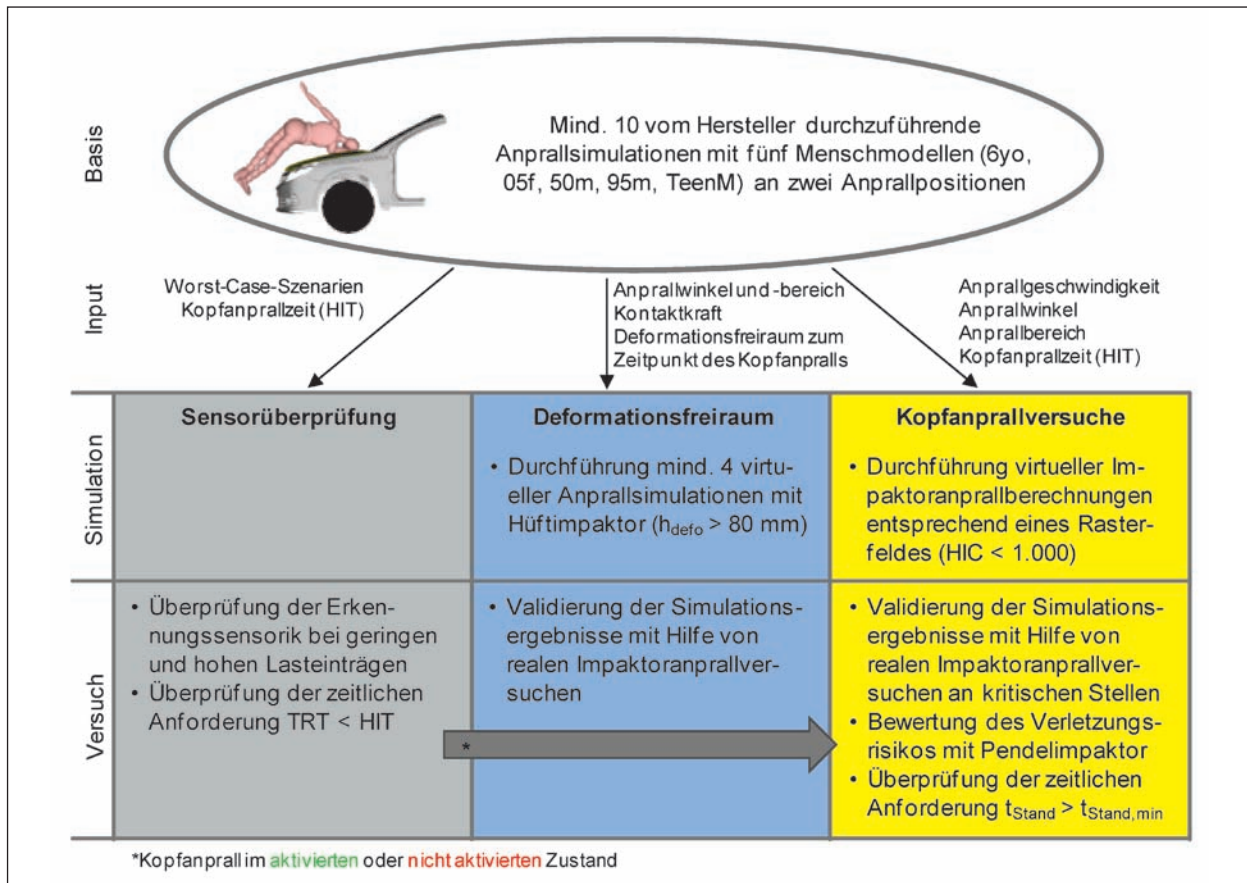 Basis
Mind. 10 vom Hersteller durchzuführende
Anprallsimulationen mit fünf Menschmodellen (6yo,
05f, 50m, 95m, TeenM) an zwei Anprallpositionen
Input
Worst-Case-Szenarien
Kopfanprallzeit (HIT)
Anprallwinkel und -bereich
Kontaktkraft
Deformationsfreiraum zum
Zeitpunkt des Kopfanpralls
Anprallgeschwindigkeit
Anprallwinkel
Anprallbereich
Kopfanprallzeit (HIT)
Simulation
Sensorüberprüfung
Deformationsfreiraum
• Durchführung mind. 4 virtu-
eller Anprallsimulationen mit
Hüftimpaktor (hdefo > 80 mm)
Kopfanprallversuche
• Durchführung virtueller Im-
paktoranprallberechnungen
entsprechend eines Raster-
feldes (HIC < 1.000)
Versuch
• Überprüfung der Erken-
nungssensorik bei geringen
und hohen Lasteinträgen
• Überprüfung der zeitlichen
Anforderung TRT < HIT
• Validierung der Simulations-
ergebnisse mit Hilfe von
realen Impaktoranprallver-
suchen
*
• Validierung der Simulations-
ergebnisse mit Hilfe von
realen Impaktoranprallver-
suchen an kritischen Stellen
• Bewertung des Verletzungs-
risikos mit Pendelimpaktor
• Überprüfung der zeitlichen
Anforderung tStand > tStand,min
*Kopfanprall im aktivierten oder nicht aktivierten Zustand